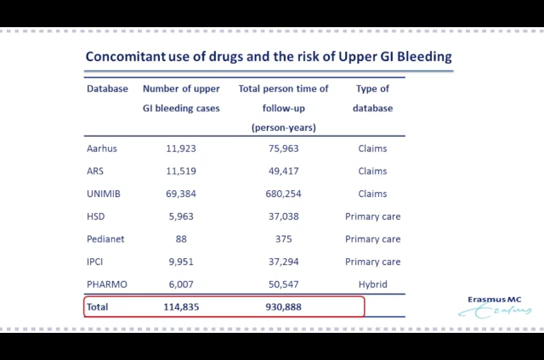 Concomitant use of drugs and the risk of Upper GI Bleeding
Database Number of upper GI bleeding cases Total person time of follow-up (person-years) Type of database
Aarhus 11,923 75,963 Claims
ARS 11,519 49,417 Claims
UNIMIB 69,384 680,254 Claims
HSD 5,963 37,038 Primary care
Pedianet 88 375 Primary care
IPCI 9,951 37,294 Primary care
PHARMO 6,007 50,547 Hybrid
Total 114,835 930,888
Erasmus MC
Erasmus